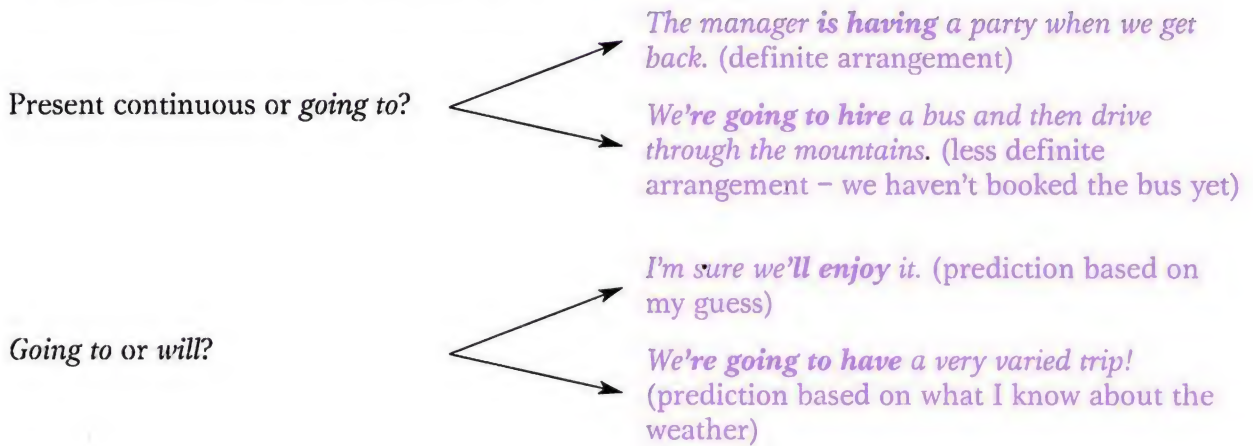 The manager is having a party when we get
back. (definite arrangement)
Present continuous or going to?
We're going to hire a bus and then drive
through the mountains. (less definite
arrangement – we haven't booked the bus yet)
I'm sure we'll enjoy it. (prediction based on
my guess)
Going to or will?
We're going to have a very varied trip!
(prediction based on what I know about the
weather)